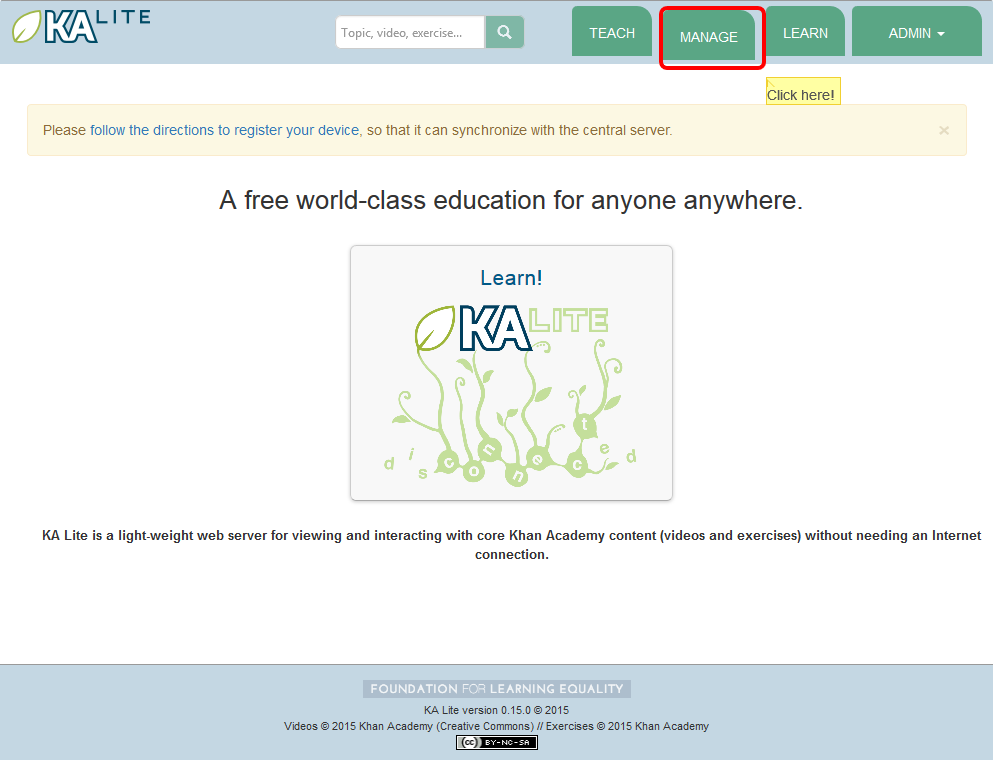 KA LITE
Topic, video, exercise...
TEACH
MANAGE
LEARN
ADMIN
Click here!
Please follow the directions to register your device, so that it can synchronize with the central server.
×
A free world-class education for anyone anywhere.
Learn!
KA LITE
disconnected
KA Lite is a light-weight web server for viewing and interacting with core Khan Academy content (videos and exercises) without needing an Internet
connection.
FOUNDATION FOR LEARNING EQUALITY
KA Lite version 0.15.0 © 2015
Videos © 2015 Khan Academy (Creative Commons) // Exercises © 2015 Khan Academy
(cc) BY-NC-SA